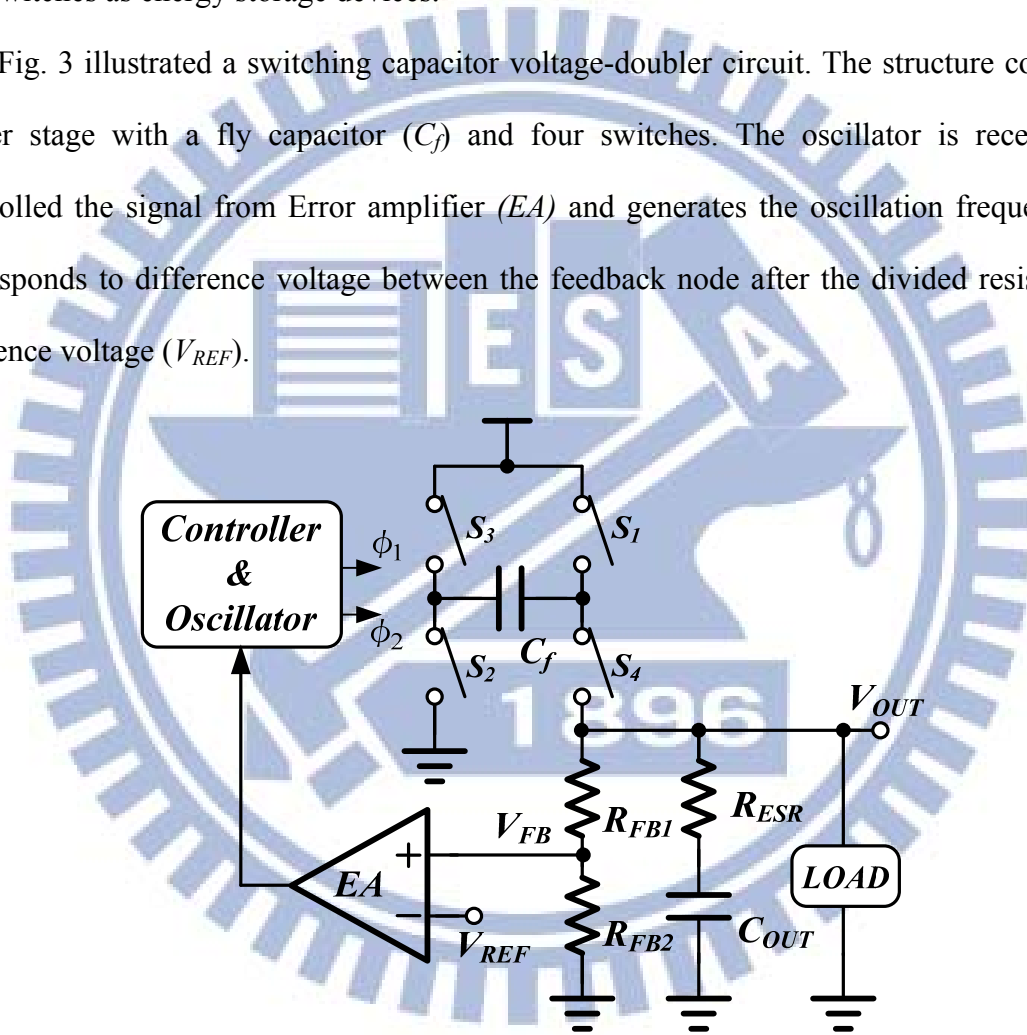 witches as energy storage devices.
Fig. 3 illustrated a switching capacitor voltage-doubler circuit. The structure co
er stage with a fly capacitor (Cf) and four switches. The oscillator is rece
olled the signal from Error amplifier (EA) and generates the oscillation freque
sponds to difference voltage between the feedback node after the divided resis
ence voltage (VREF).
E S A
Controller
&
Oscillator
ϕ1
ϕ2
S3
S1
Cf
S2
S4
1896
VOUT
VFB
RFB1
RESR
EA
+
−
VREF
RFB2
COUT
LOAD